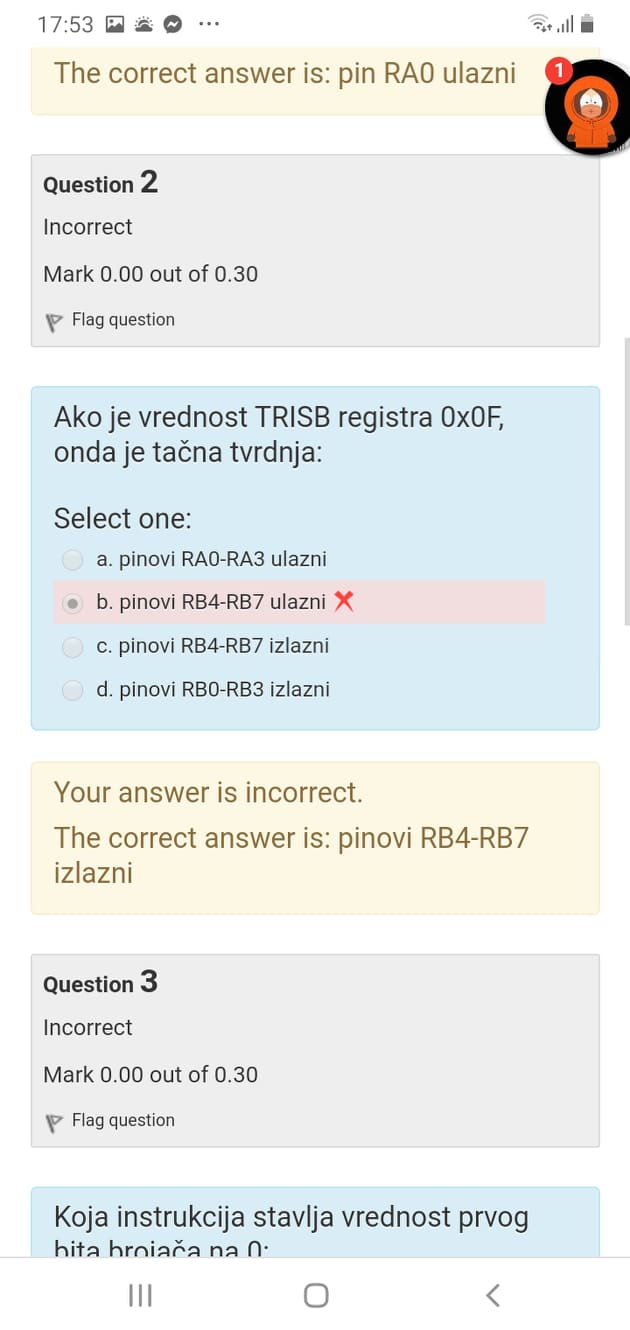 17:53
The correct answer is: pin RA0 ulazni
1
Question 2
Incorrect
Mark 0.00 out of 0.30
Flag question
Ako je vrednost TRISB registra 0x0F,
onda je tačna tvrdnja:
Select one:
a. pinovi RA0-RA3 ulazni
b. pinovi RB4-RB7 ulazni
c. pinovi RB4-RB7 izlazni
d. pinovi RB0-RB3 izlazni
Your answer is incorrect.
The correct answer is: pinovi RB4-RB7
izlazni
Question 3
Incorrect
Mark 0.00 out of 0.30
Flag question
Koja instrukcija stavlja vrednost prvog
bita brojača na 0: